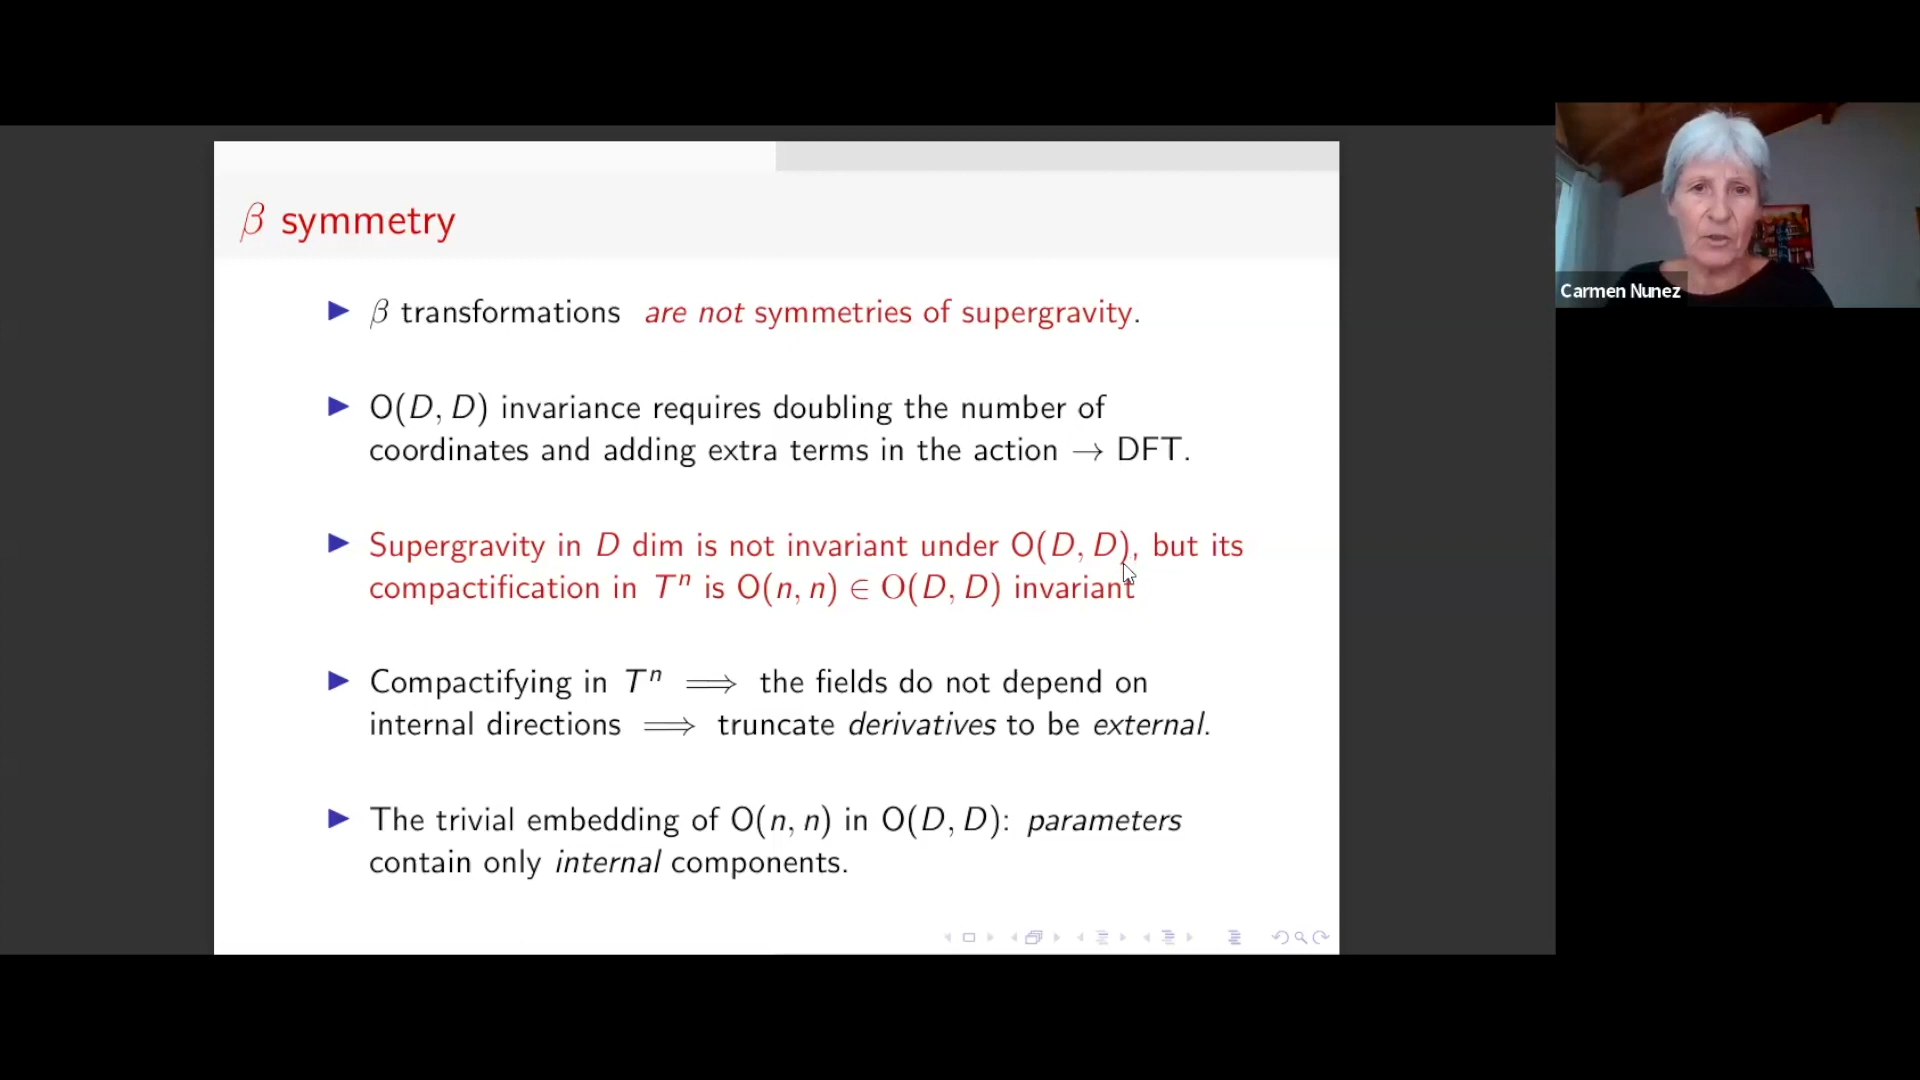 β symmetry
▶ β transformations are not symmetries of supergravity.
▶ O(D, D) invariance requires doubling the number of
coordinates and adding extra terms in the action → DFT.
▶ Supergravity in D dim is not invariant under O(D, D), but its
compactification in Tⁿ is O(n, n) ∈ O(D, D) invariant
▶ Compactifying in Tⁿ ⟹ the fields do not depend on
internal directions ⟹ truncate derivatives to be external.
▶ The trivial embedding of O(n, n) in O(D, D): parameters
contain only internal components.
Carmen Nunez